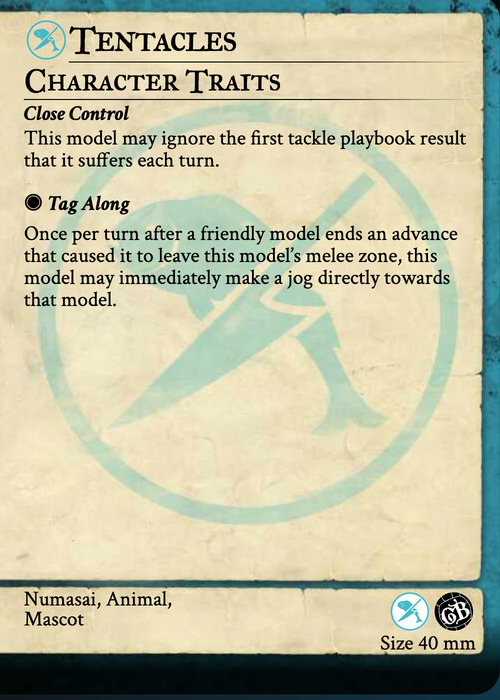 Tentacles
Character Traits
Close Control
This model may ignore the first tackle playbook result
that it suffers each turn.
Tag Along
Once per turn after a friendly model ends an advance
that caused it to leave this model's melee zone, this
model may immediately make a jog directly towards
that model.
Numasai, Animal,
Mascot
GB
Size 40 mm